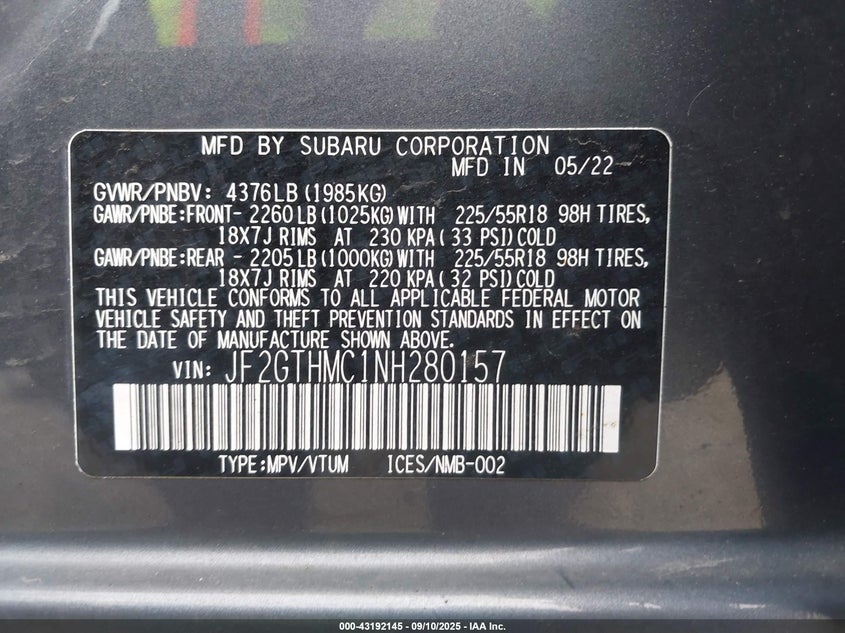 MFD BY SUBARU CORPORATION
MFD IN 05/22
GVWR/PNBV: 4376LB (1985KG)
GAWR/PNBE:FRONT- 2260LB (1025KG) WITH 225/55R18 98H TIRES,
18X7J RIMS AT 230 KPA ( 33 PSI) COLD
GAWR/PNBE:REAR - 2205LB (1000KG) WITH 225/55R18 98H TIRES,
18X7J RIMS AT 220 KPA ( 32 PSI) COLD
THIS VEHICLE CONFORMS TO ALL APPLICABLE FEDERAL MOTOR
VEHICLE SAFETY AND THEFT PREVENTION STANDARDS IN EFFECT ON
THE DATE OF MANUFACTURE SHOWN ABOVE.
VIN: JF2GTHMC1NH280157
TYPE:MPV/VTUM ICES/NMB-002
000-43192145 - 09/10/2025 - IAA Inc.